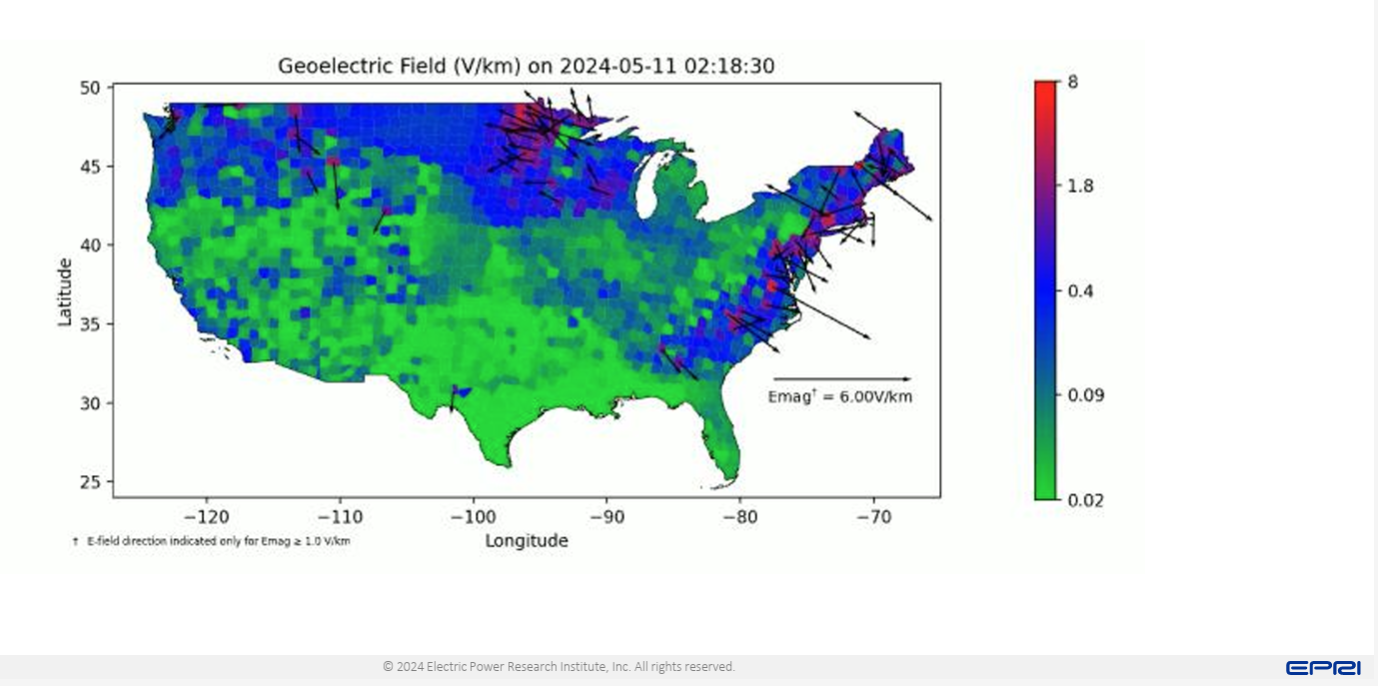 Geoelectric Field (V/km) on 2024-05-11 02:18:30
50
45
40
35
30
25
Latitude
−120
−110
−100
−90
−80
−70
Longitude
Emag† = 6.00V/km
† E-field direction indicated only for Emag ≥ 1.0 V/km
8
1.8
0.4
0.09
0.02
© 2024 Electric Power Research Institute, Inc. All rights reserved.
EPRI